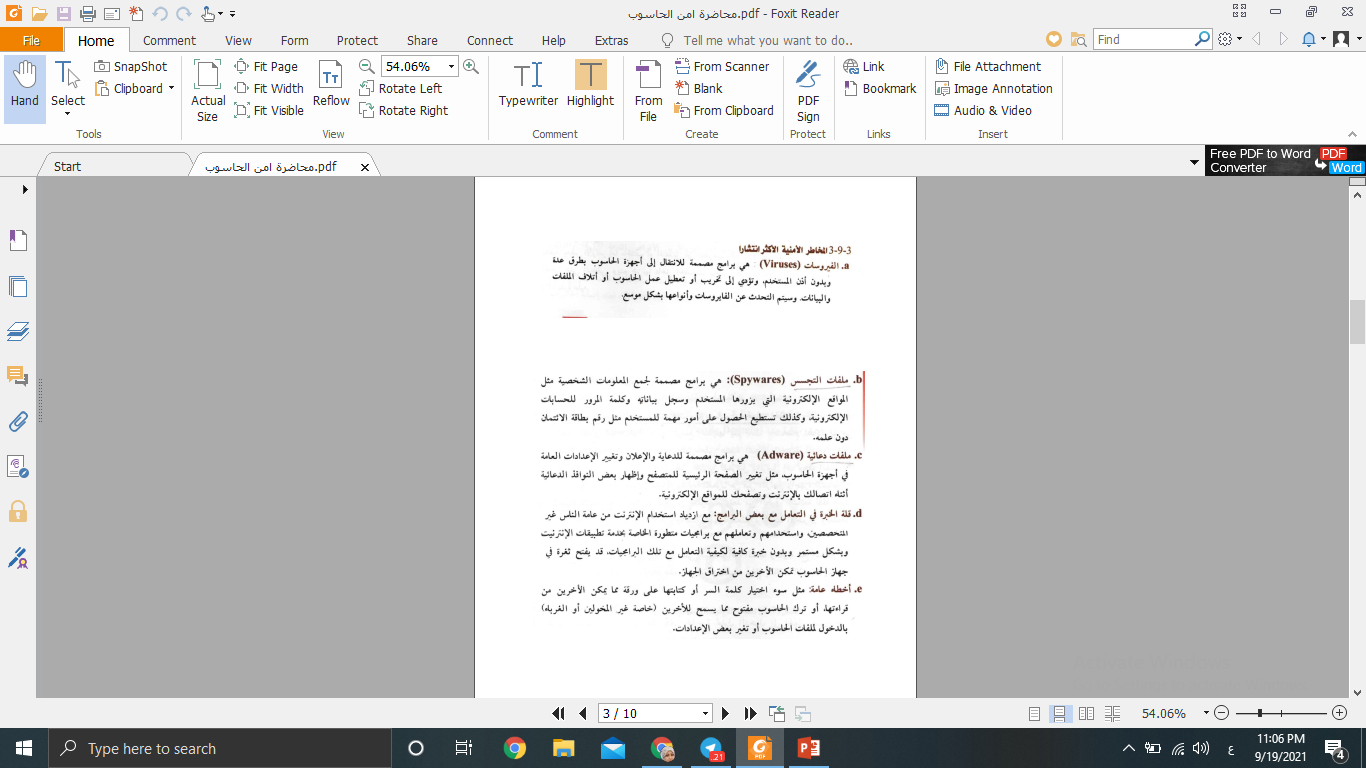 محاضرة امن الحاسوب.pdf - Foxit Reader
File Home Comment View Form Protect Share Connect Help Extras Tell me what you want to do.. Find
Hand
Select
SnapShot
Clipboard
Tools
Actual Size
Fit Page
Fit Width
Fit Visible
Reflow
54.06%
Rotate Left
Rotate Right
View
Typewriter
Highlight
Comment
From File
From Scanner
Blank
From Clipboard
Create
PDF Sign
Protect
Link
Bookmark
Links
File Attachment
Image Annotation
Audio & Video
Insert
Start
محاضرة امن الحاسوب.pdf
Free PDF to Word PDF
Converter Word
3-9-3 المخاطر الأمنية الأكثر انتشارا
a. الفيروسات (Viruses) هي برامج مصممة للانتقال إلى أجهزة الحاسوب بطرق عدة
وبدون أذن المستخدم، وتؤدي إلى تخريب أو تعطيل عمل الحاسوب أو أتلاف الملفات
والبيانات. وسيتم التحدث عن الفايروسات وأنواعها بشكل موسع.
b. ملفات التجسس (Spywares): هي برامج مصممة لجمع المعلومات الشخصية مثل
المواقع الإلكترونية التي يزورها المستخدم وسجل بياناته وكلمة المرور للحسابات
الإلكترونية، وكذلك تستطيع الحصول على أمور مهمة للمستخدم مثل رقم بطاقة الائتمان
دون علمه.
c. ملفات دعائية (Adware) هي برامج مصممة للدعاية والإعلان وتغيير الإعدادات العامة
في أجهزة الحاسوب، مثل تغيير الصفحة الرئيسية للمتصفح وإظهار بعض النوافذ الدعائية
أثناء اتصالك بالإنترنت وتصفحك للمواقع الإلكترونية.
d. قلة الخبرة في التعامل مع بعض البرامج: مع ازدياد استخدام الإنترنت من عامة الناس غير
المتخصصين، واستخدامهم وتعاملهم مع برامجيات متطورة الخاصة بخدمة تطبيقات الإنترنيت
وبشكل مستمر وبدون خبرة كافية لكيفية التعامل مع تلك البرامجيات، قد يفتح ثغرة في
جهاز الحاسوب تمكن الأخرين من اختراق الجهاز.
e. أخطاء عامة: مثل سوء اختيار كلمة السر أو كتابتها على ورقة مما يمكن الأخرين من
قراءتها، أو ترك الحاسوب مفتوح مما يسمح للأخرين (خاصة غير المخولين أو الغرباء)
بالدخول لملفات الحاسوب أو تغير بعض الإعدادات.
3 / 10
54.06%
Type here to search
21
ع
11:06 PM
9/19/2021
4